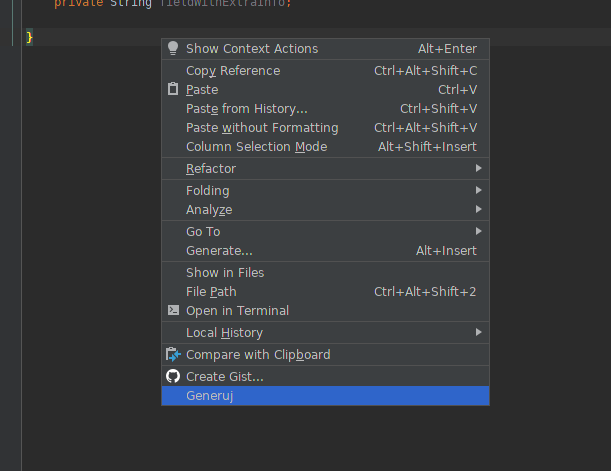 private String fieldWithExtraInfo;
}
Show Context Actions Alt+Enter
Copy Reference Ctrl+Alt+Shift+C
Paste Ctrl+V
Paste from History... Ctrl+Shift+V
Paste without Formatting Ctrl+Alt+Shift+V
Column Selection Mode Alt+Shift+Insert
Refactor
Folding
Analyze
Go To
Generate... Alt+Insert
Show in Files
File Path Ctrl+Alt+Shift+2
Open in Terminal
Local History
Compare with Clipboard
Create Gist...
Generuj